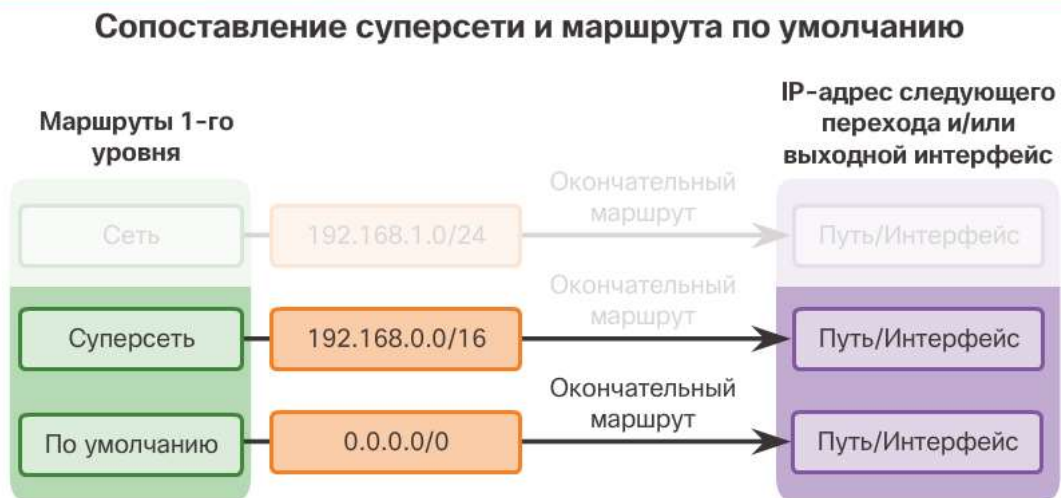 Сопоставление суперсети и маршрута по умолчанию
Маршруты 1-го
уровня
IP-адрес следующего
перехода и/или
выходной интерфейс
Сеть
192.168.1.0/24
Окончательный
маршрут
Путь/Интерфейс
Суперсеть
192.168.0.0/16
Окончательный
маршрут
Путь/Интерфейс
По умолчанию
0.0.0.0/0
Окончательный
маршрут
Путь/Интерфейс